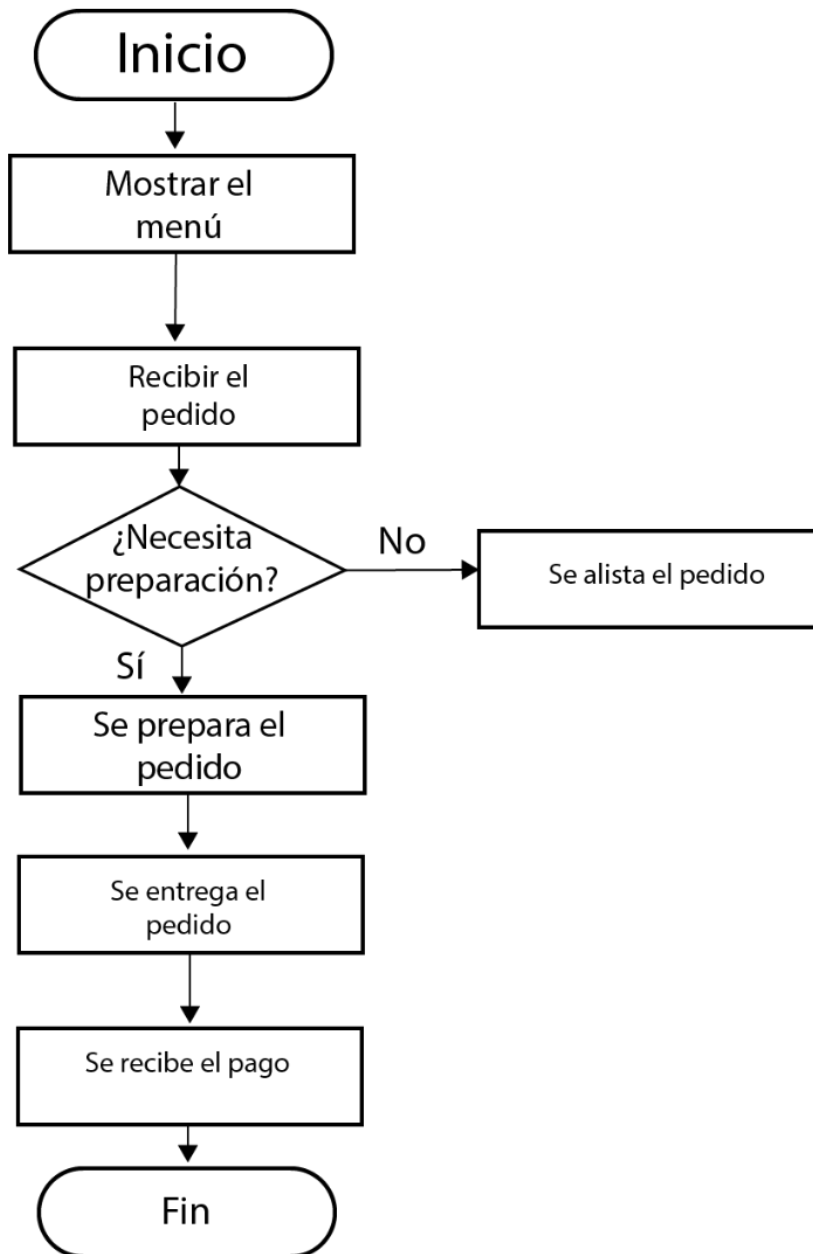 Inicio
Mostrar el
menú
Recibir el
pedido
¿Necesita
preparación?
No
Se alista el pedido
Sí
Se prepara el
pedido
Se entrega el
pedido
Se recibe el pago
Fin